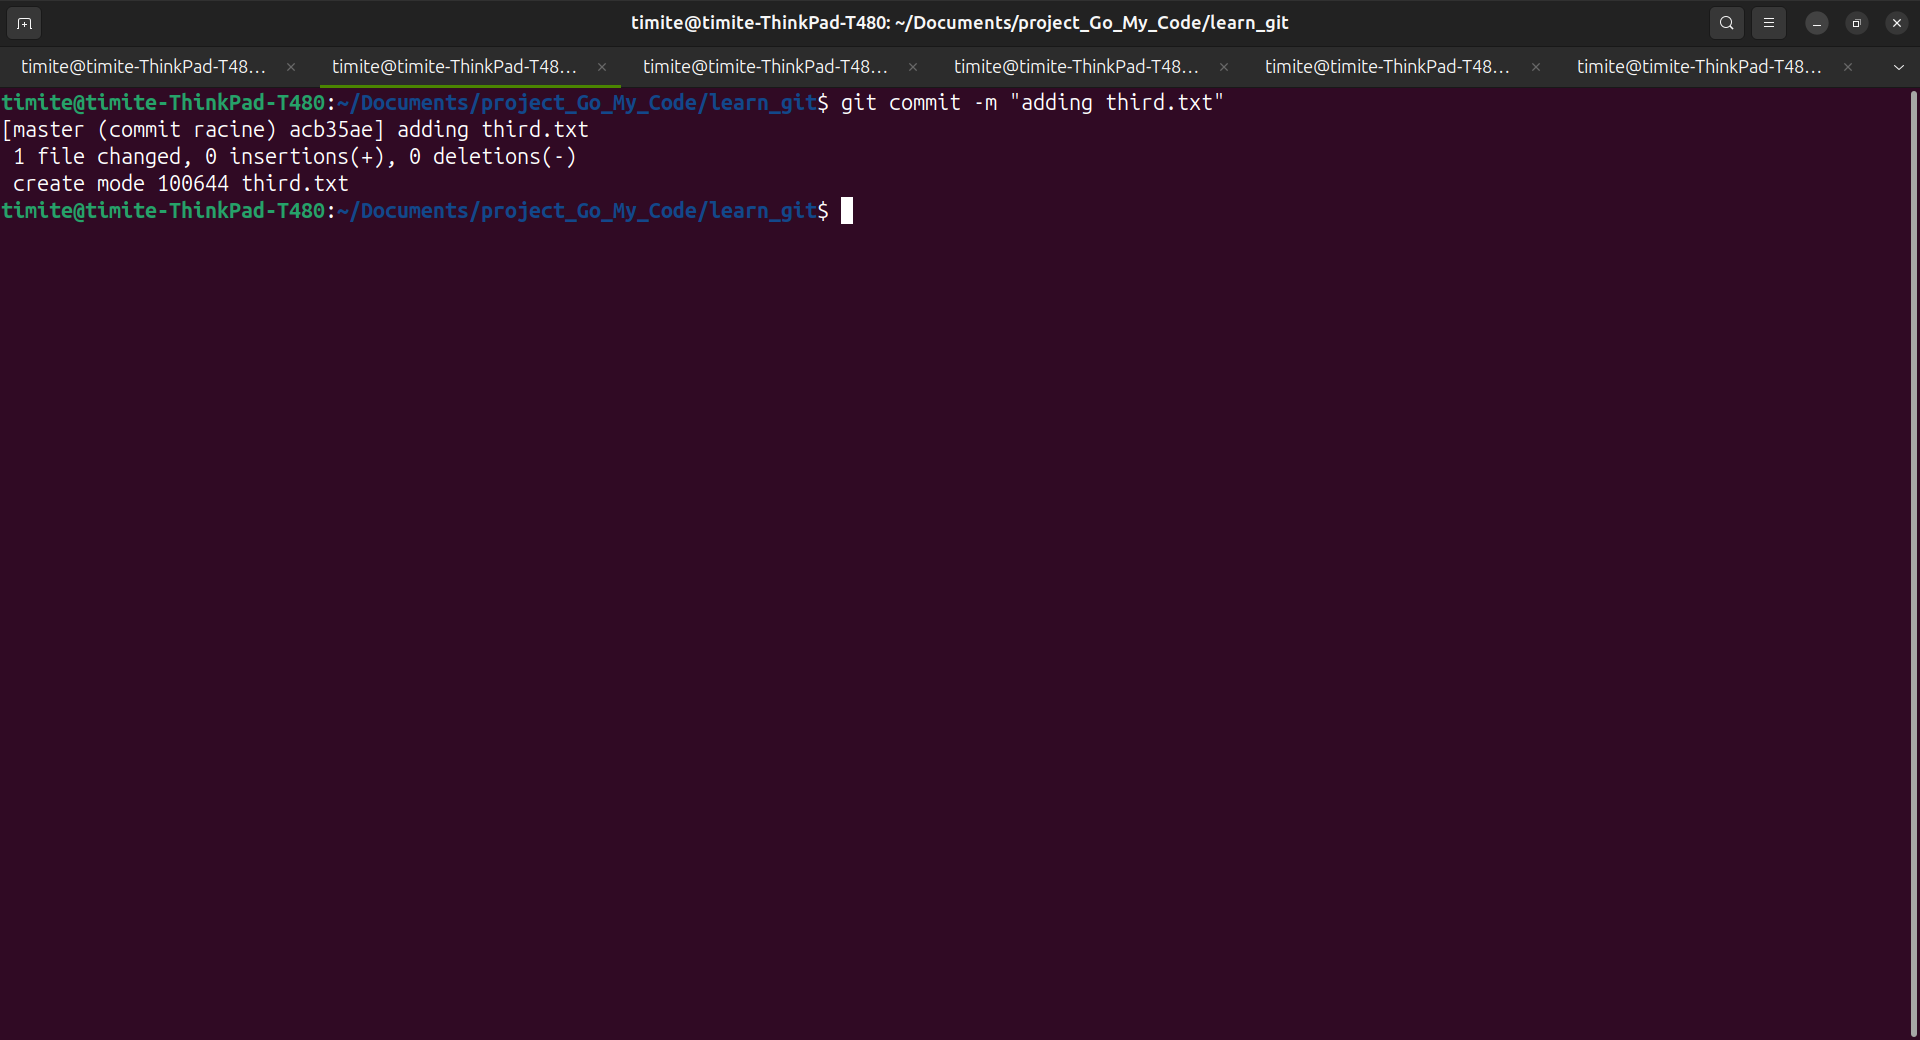 timite@timite-ThinkPad-T480: ~/Documents/project_Go_My_Code/learn_git
timite@timite-ThinkPad-T48... timite@timite-ThinkPad-T48... timite@timite-ThinkPad-T48... timite@timite-ThinkPad-T48... timite@timite-ThinkPad-T48... timite@timite-ThinkPad-T48...
timite@timite-ThinkPad-T480:~/Documents/project_Go_My_Code/learn_git$ git commit -m "adding third.txt"
[master (commit racine) acb35ae] adding third.txt
 1 file changed, 0 insertions(+), 0 deletions(-)
 create mode 100644 third.txt
timite@timite-ThinkPad-T480:~/Documents/project_Go_My_Code/learn_git$